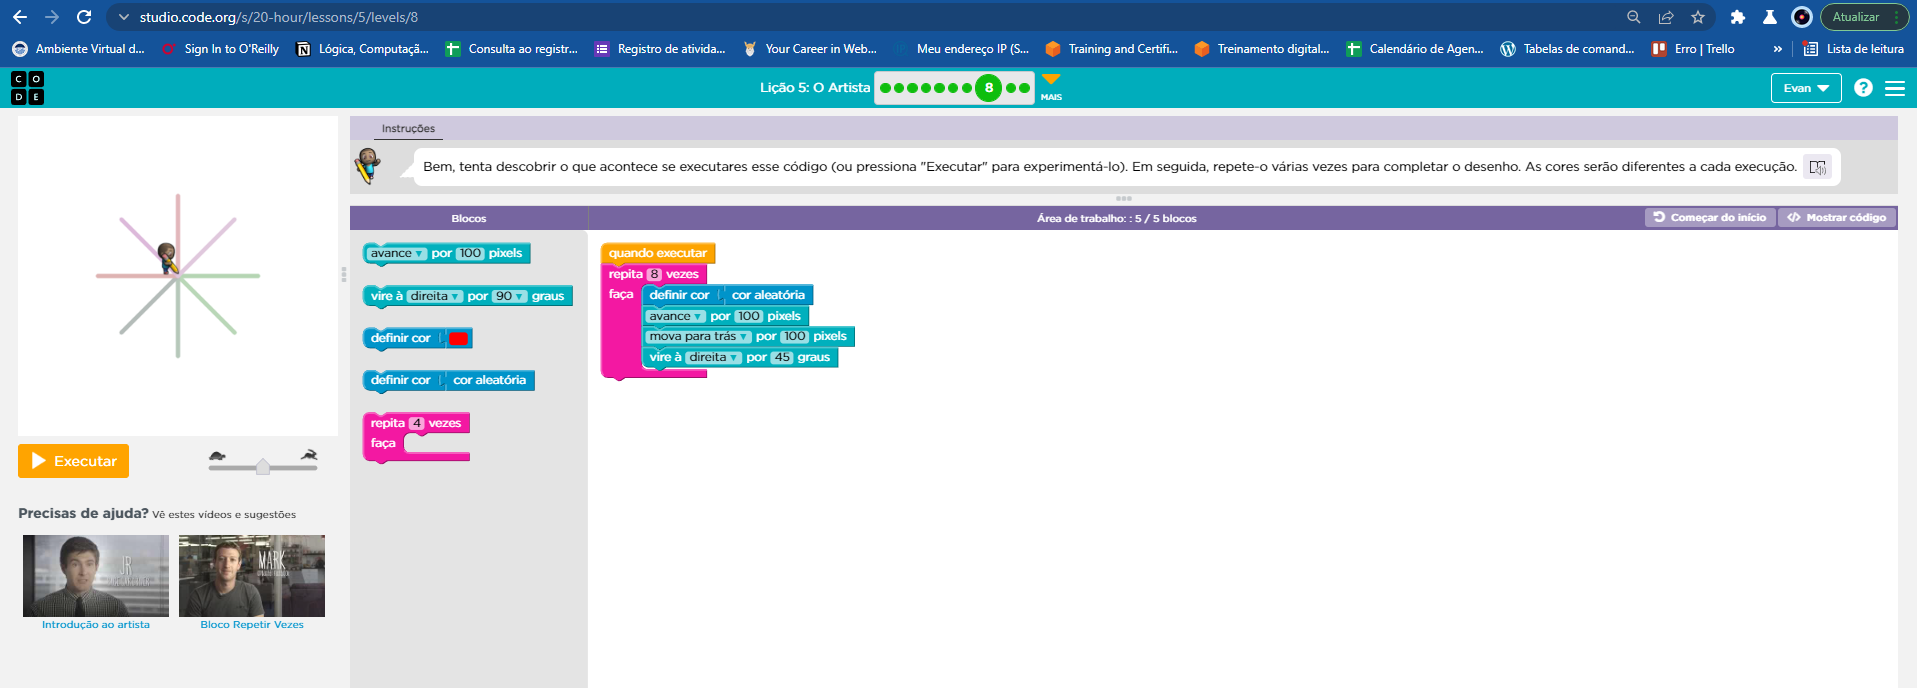 studio.code.org/s/20-hour/lessons/5/levels/8
Atualizar
Ambiente Virtual d...
Sign In to O'Reilly
Lógica, Computaçã...
Consulta ao registr...
Registro de ativida...
Your Career in Web...
Meu endereço IP (S...
Training and Certifi...
Treinamento digital...
Calendário de Agen...
Tabelas de comand...
Erro | Trello
»
Lista de leitura
C O
D E
Lição 5: O Artista
8
MAIS
Evan
?
Instruções
Bem, tenta descobrir o que acontece se executares esse código (ou pressiona "Executar" para experimentá-lo). Em seguida, repete-o várias vezes para completar o desenho. As cores serão diferentes a cada execução.
Blocos
Área de trabalho: : 5 / 5 blocos
Começar do início
Mostrar código
avance por 100 pixels
vire à direita por 90 graus
definir cor
definir cor cor aleatória
repita 4 vezes
faça
quando executar
repita 8 vezes
faça definir cor cor aleatória
avance por 100 pixels
mova para trás por 100 pixels
vire à direita por 45 graus
Executar
Precisas de ajuda? Vê estes vídeos e sugestões
JR
MARK
Introdução ao artista
Bloco Repetir Vezes